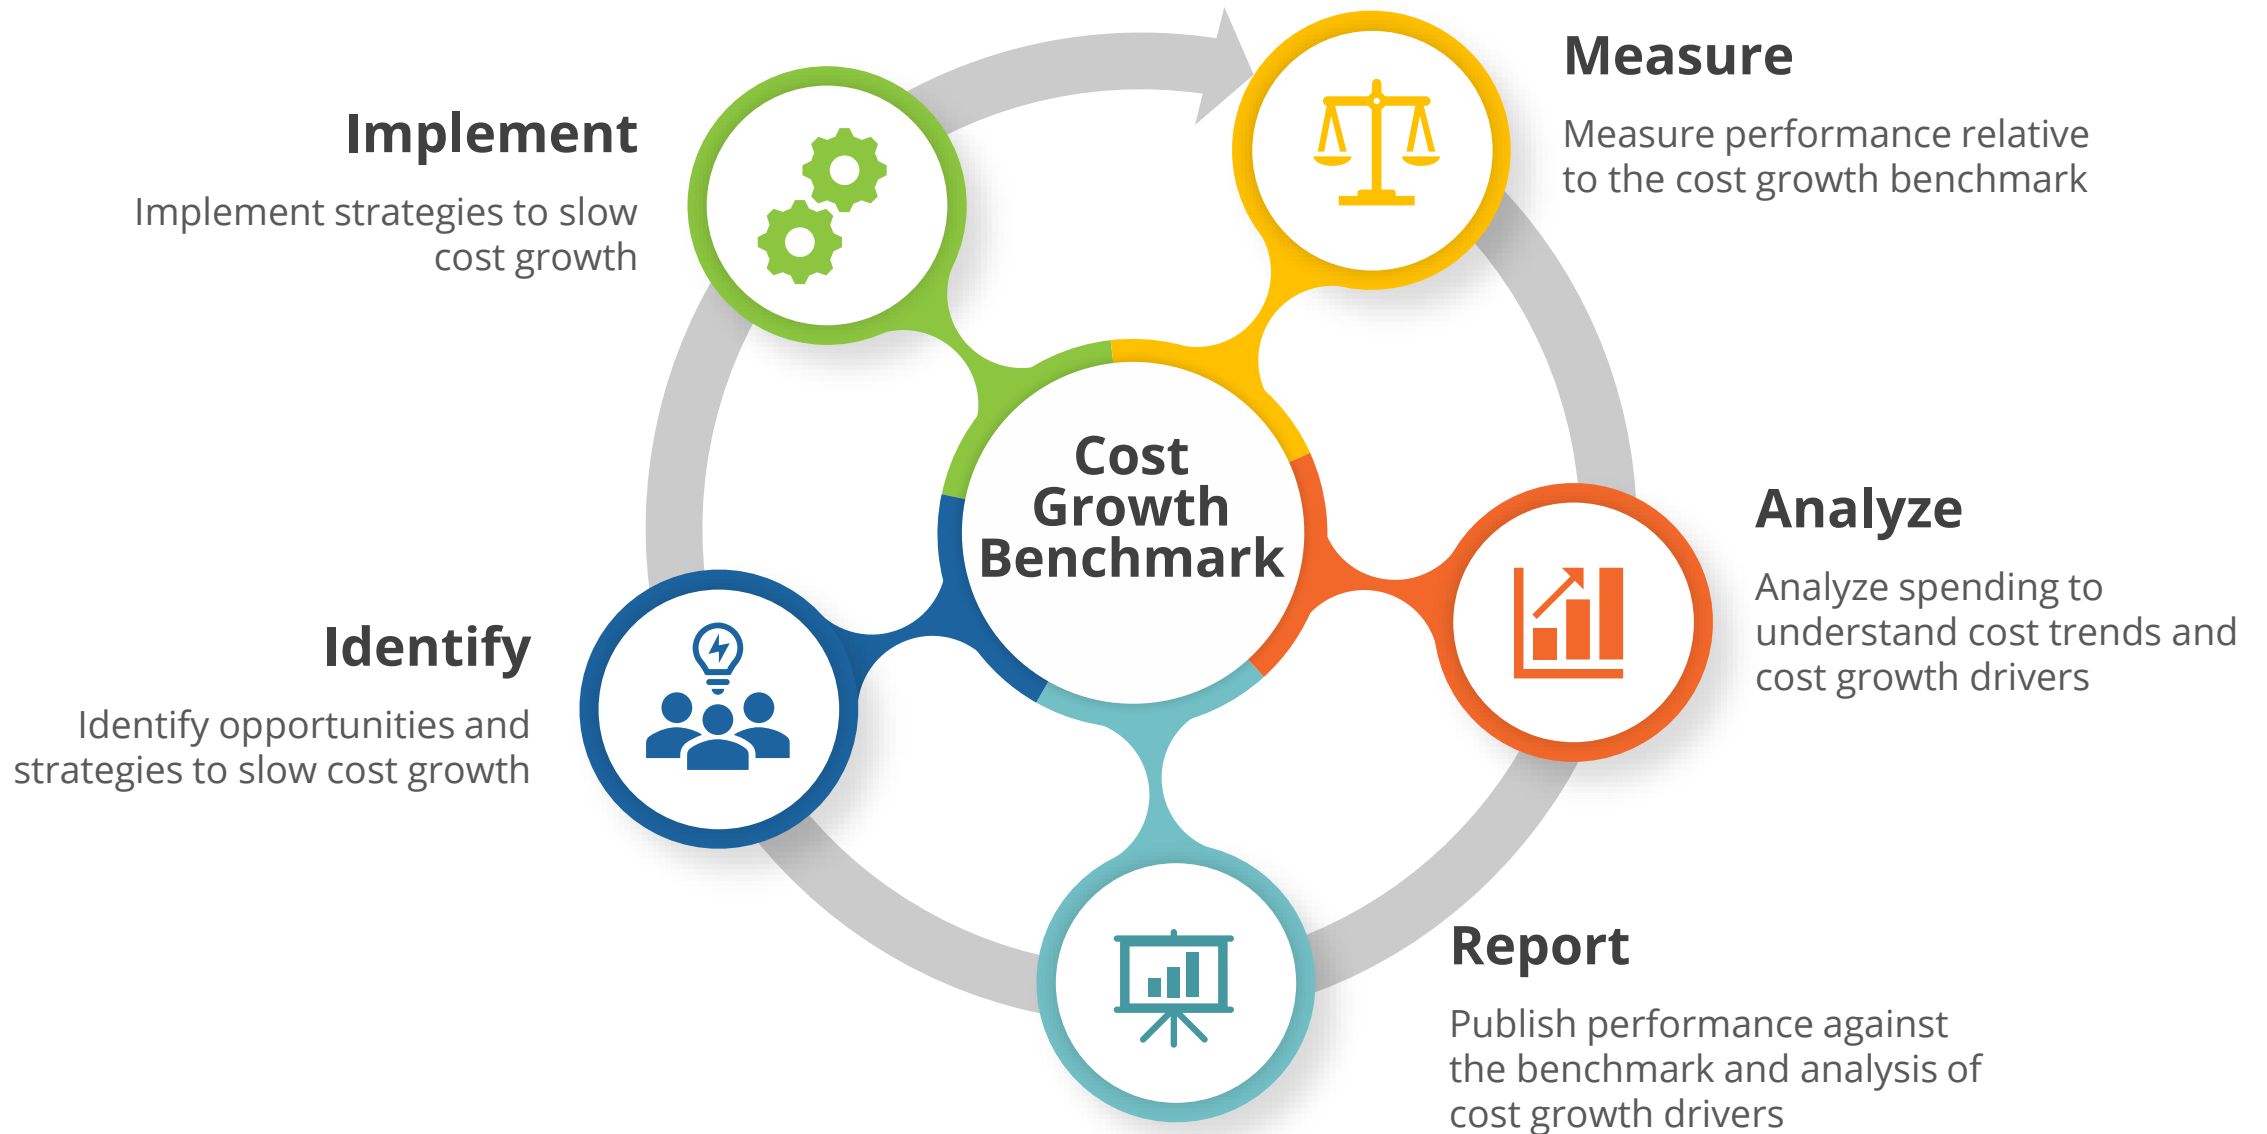 Measure
Measure performance relative
to the cost growth benchmark
Analyze
Analyze spending to
understand cost trends and
cost growth drivers
Report
Publish performance against
the benchmark and analysis of
cost growth drivers
Identify
Identify opportunities and
strategies to slow cost growth
Implement
Implement strategies to slow
cost growth
Cost
Growth
Benchmark